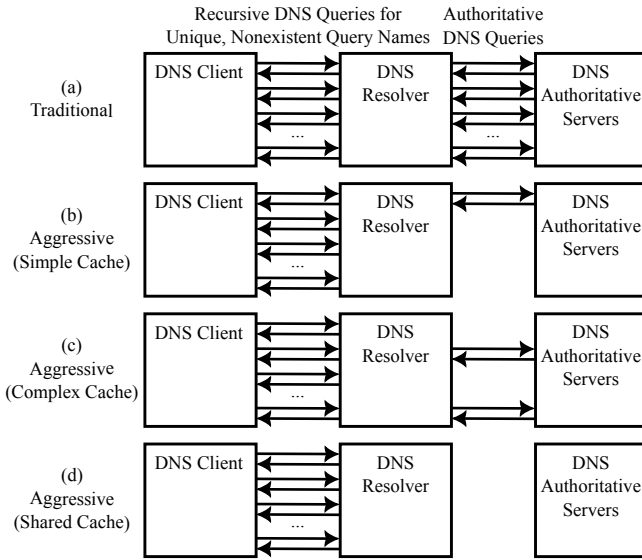 Recursive DNS Queries for
Unique, Nonexistent Query Names
Authoritative
DNS Queries
(a)
Traditional
DNS Client
...
DNS
Resolver
...
DNS
Authoritative
Servers
(b)
Aggressive
(Simple Cache)
DNS Client
...
DNS
Resolver
DNS
Authoritative
Servers
(c)
Aggressive
(Complex Cache)
DNS Client
...
DNS
Resolver
DNS
Authoritative
Servers
(d)
Aggressive
(Shared Cache)
DNS Client
...
DNS
Resolver
DNS
Authoritative
Servers